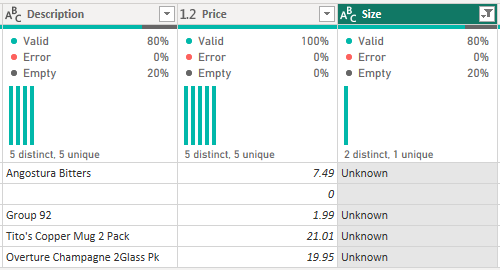 ABC Description 1.2 Price ABC Size
Valid 80% Valid 100% Valid 80%
Error 0% Error 0% Error 0%
Empty 20% Empty 0% Empty 20%
5 distinct, 5 unique 5 distinct, 5 unique 2 distinct, 1 unique
Angostura Bitters 7.49 Unknown
0
Group 92 1.99 Unknown
Tito's Copper Mug 2 Pack 21.01 Unknown
Overture Champagne 2Glass Pk 19.95 Unknown